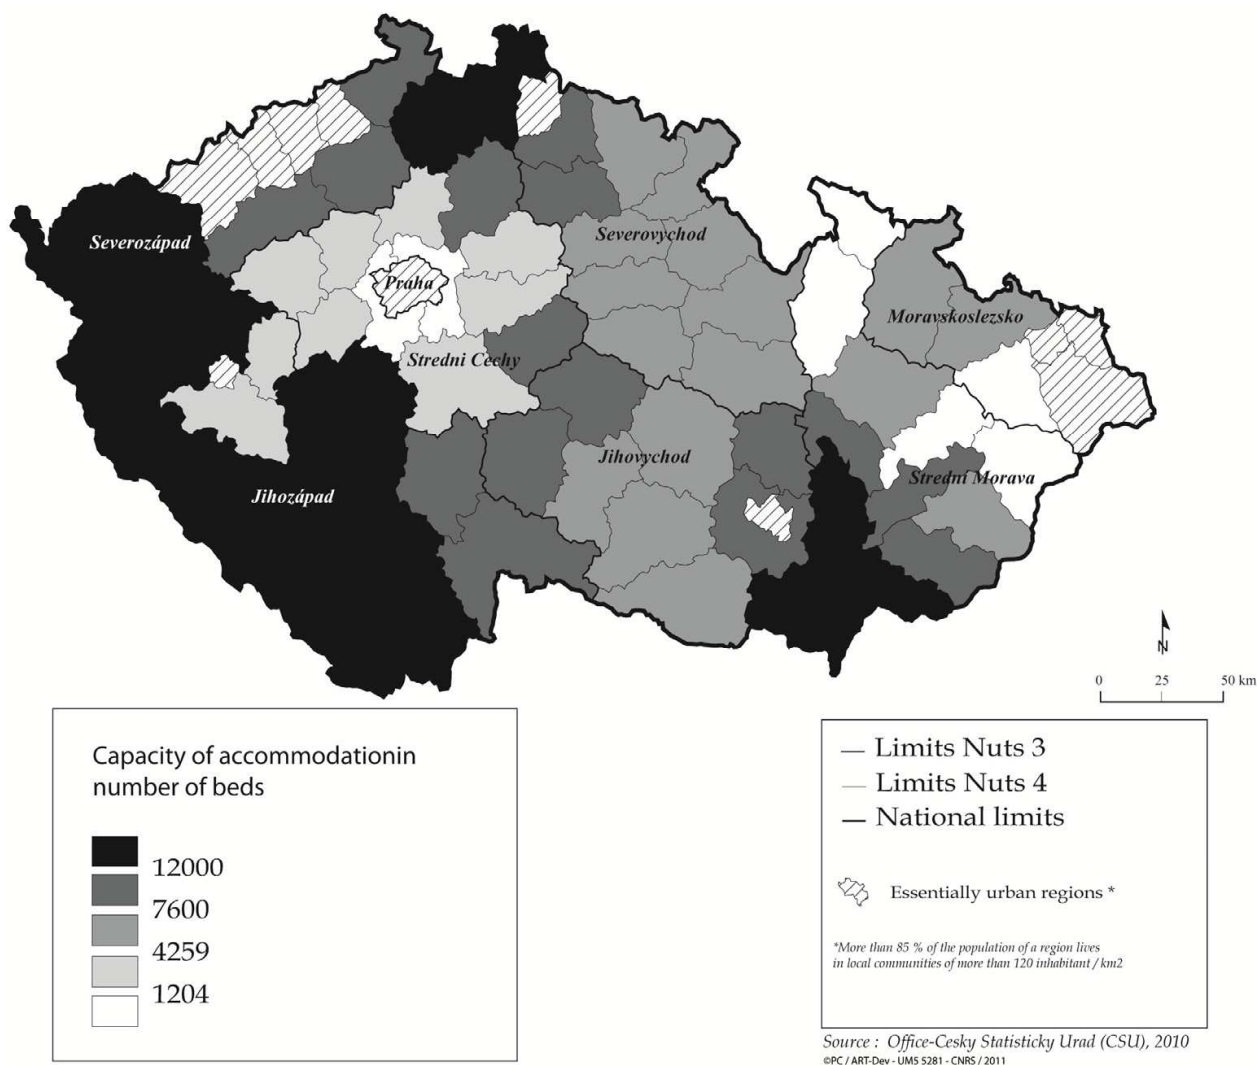 Severozápad
Severovychod
Praha
Moravskoslezsko
Stredni Cechy
Jihovychod
Jihozápad
Strední Morava
N
0 25 50 km
Capacity of accommodationin
number of beds
12000
7600
4259
1204
Limits Nuts 3
Limits Nuts 4
National limits
Essentially urban regions *
*More than 85 % of the population of a region lives
in local communities of more than 120 inhabitant / km2
Source : Office-Cesky Statisticky Urad (CSU), 2010
©PC / ART-Dev - UM5 5281 - CNRS / 2011